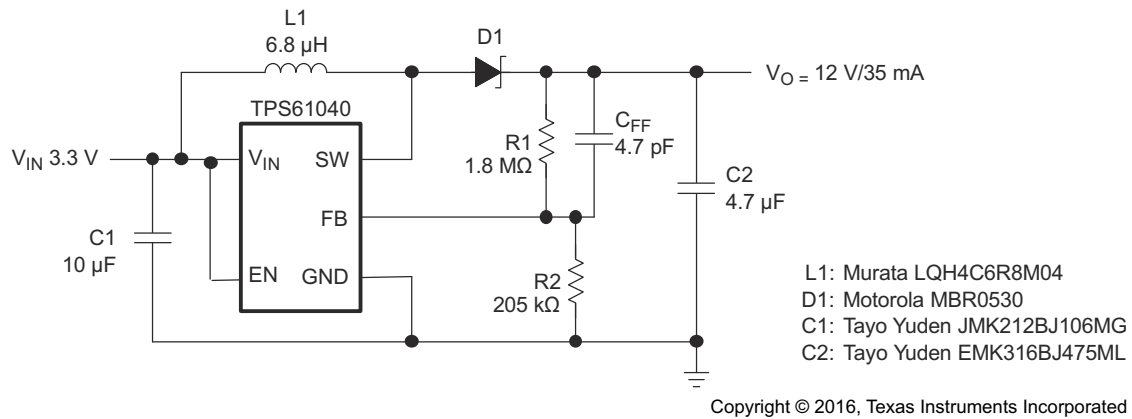 L1
6.8 µH
D1
V_O = 12 V/35 mA
TPS61040
V_IN 3.3 V
V_IN
SW
R1
1.8 MΩ
C_FF
4.7 pF
C2
4.7 µF
FB
C1
10 µF
EN
GND
R2
205 kΩ
L1: Murata LQH4C6R8M04
D1: Motorola MBR0530
C1: Tayo Yuden JMK212BJ106MG
C2: Tayo Yuden EMK316BJ475ML
Copyright © 2016, Texas Instruments Incorporated